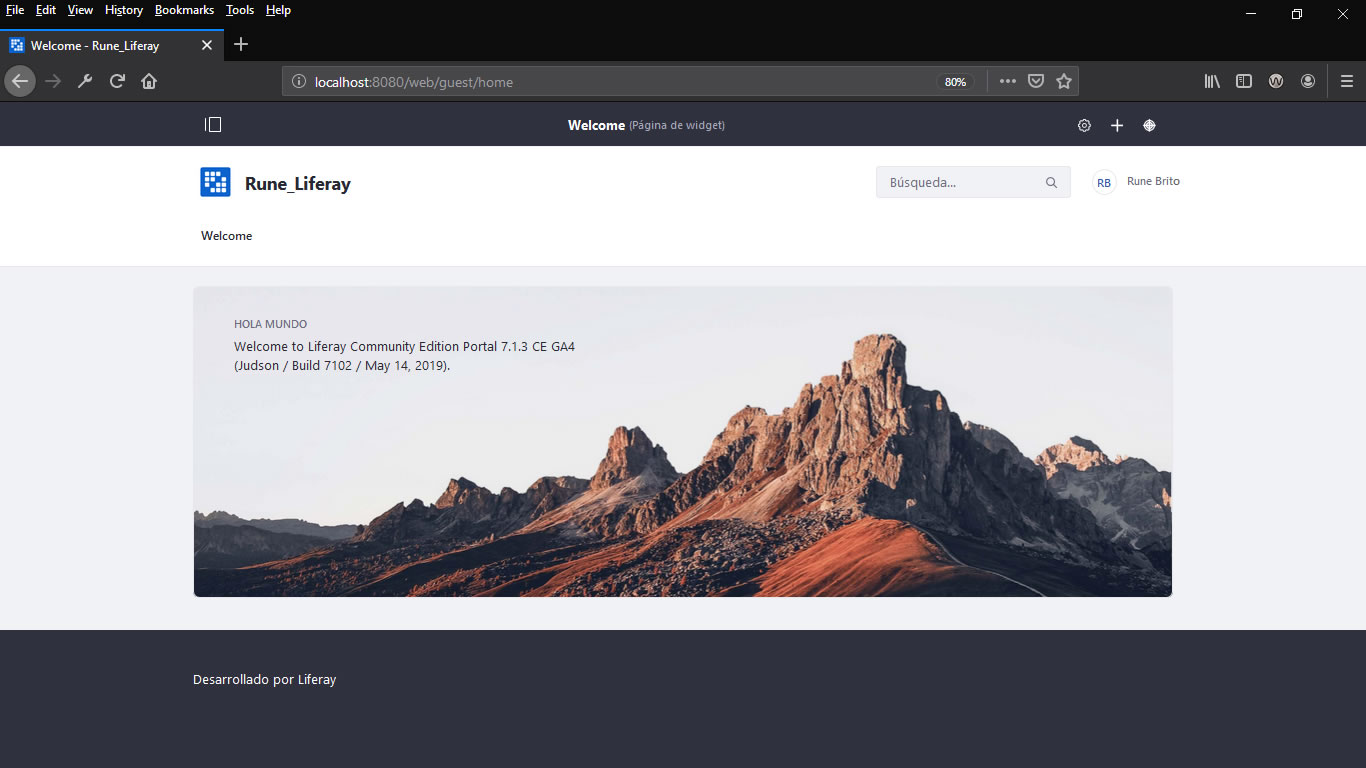 File Edit View History Bookmarks Tools Help
Welcome - Rune_Liferay
localhost:8080/web/guest/home 80%
Welcome (Página de widget)
Rune_Liferay
Búsqueda...
RB Rune Brito
Welcome
HOLA MUNDO
Welcome to Liferay Community Edition Portal 7.1.3 CE GA4
(Judson / Build 7102 / May 14, 2019).
Desarrollado por Liferay